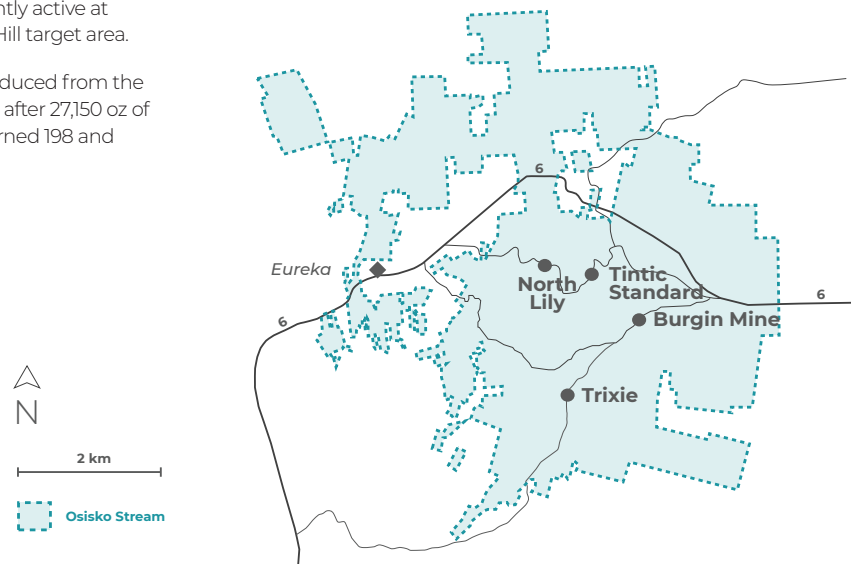 ntly active at
Hill target area.
duced from the
after 27,150 oz of
rned 198 and
6
Eureka
North
Lily
Tintic
Standard
6
Burgin Mine
6
Trixie
N
2 km
Osisko Stream